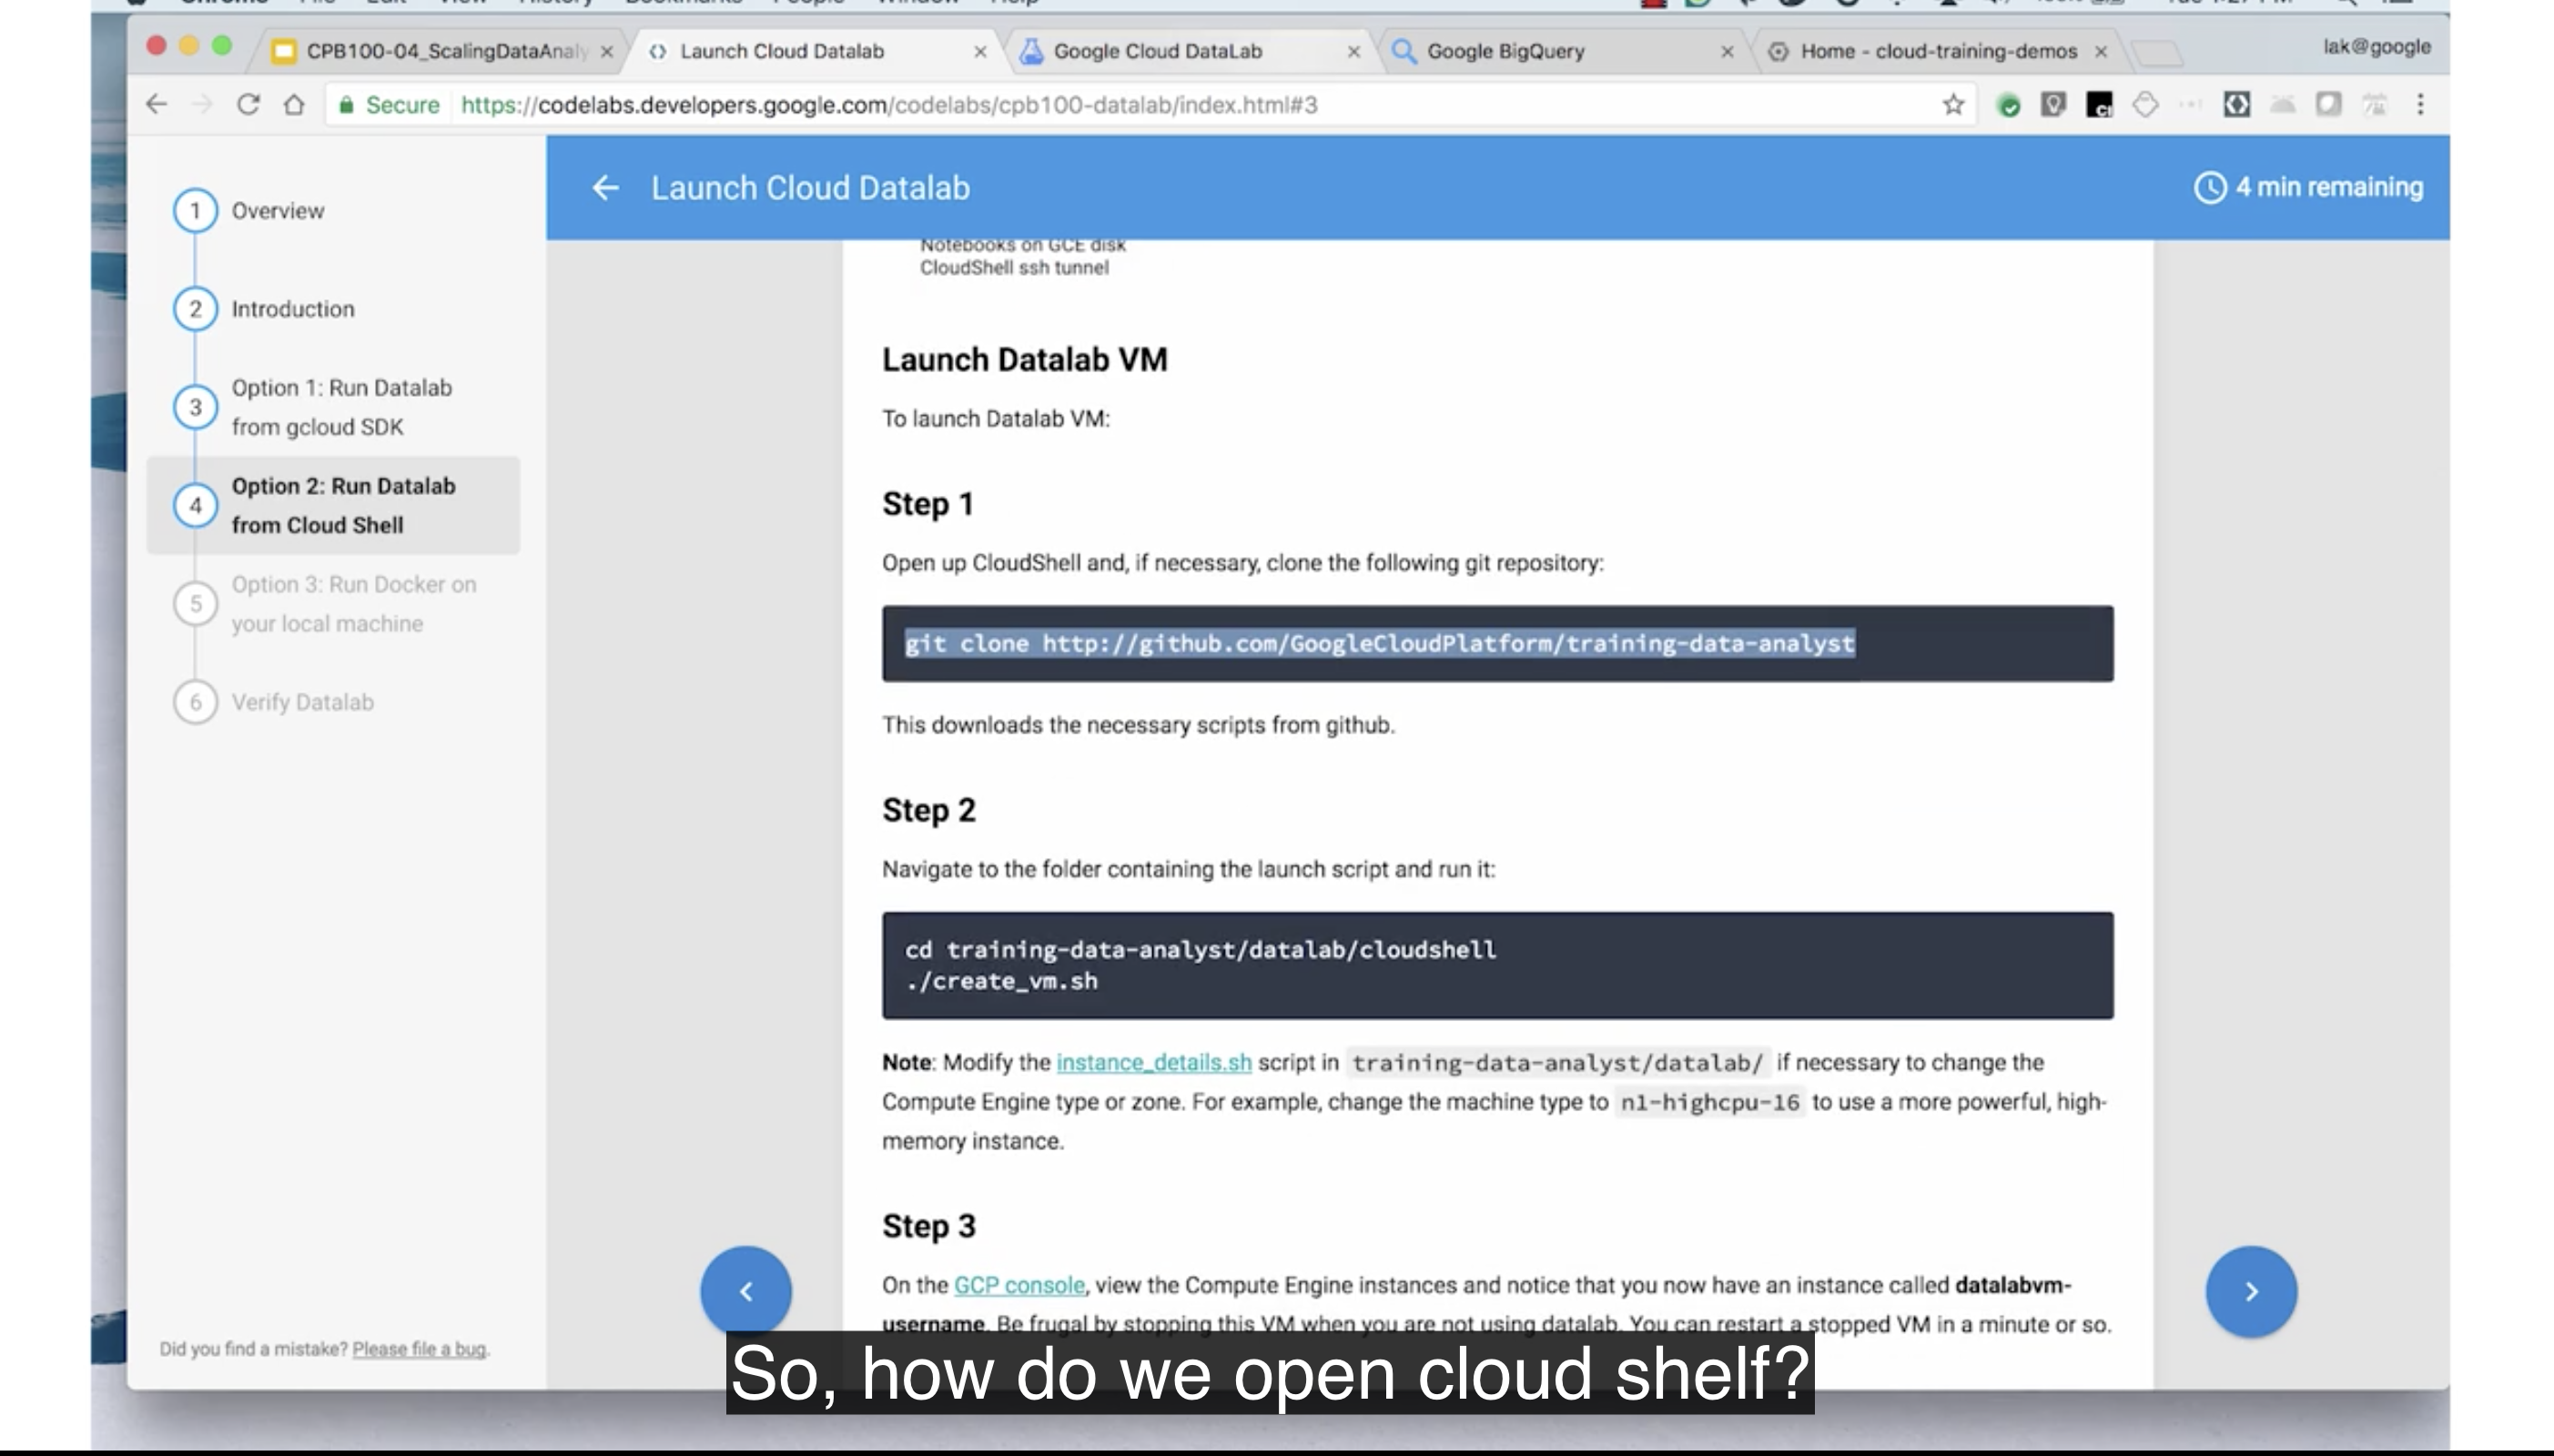 CPB100-04_ScalingDataAnaly
Launch Cloud Datalab
Google Cloud DataLab
Google BigQuery
Home - cloud-training-demos
lak@google
Secure
https://codelabs.developers.google.com/codelabs/cpb100-datalab/index.html#3
Launch Cloud Datalab
4 min remaining
1 Overview
2 Introduction
3 Option 1: Run Datalab
from gcloud SDK
4 Option 2: Run Datalab
from Cloud Shell
5 Option 3: Run Docker on
your local machine
6 Verify Datalab
Did you find a mistake? Please file a bug.
Notebooks on GCE disk
CloudShell ssh tunnel
Launch Datalab VM
To launch Datalab VM:
Step 1
Open up CloudShell and, if necessary, clone the following git repository:
git clone http://github.com/GoogleCloudPlatform/training-data-analyst
This downloads the necessary scripts from github.
Step 2
Navigate to the folder containing the launch script and run it:
cd training-data-analyst/datalab/cloudshell
./create_vm.sh
Note: Modify the instance_details.sh script in training-data-analyst/datalab/ if necessary to change the
Compute Engine type or zone. For example, change the machine type to n1-highcpu-16 to use a more powerful, high-
memory instance.
Step 3
On the GCP console, view the Compute Engine instances and notice that you now have an instance called datalabvm-
username. Be frugal by stopping this VM when you are not using datalab. You can restart a stopped VM in a minute or so.
So, how do we open cloud shelf?